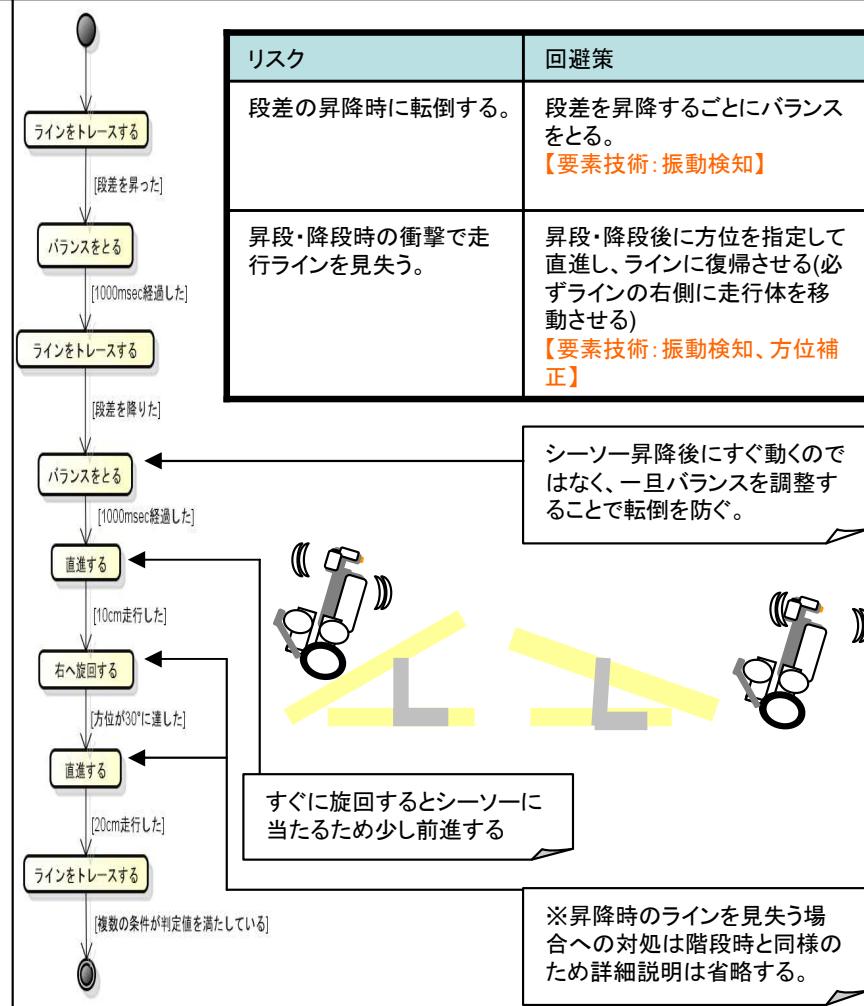 リスク
回避策
段差の昇降時に転倒する。
段差を昇降するごとにバランス
をとる。
【要素技術：振動検知】
昇段・降段時の衝撃で走
行ラインを見失う。
昇段・降段後に方位を指定して
直進し、ラインに復帰させる(必
ずラインの右側に走行体を移
動させる)
【要素技術：振動検知、方位補
正】
ラインをトレースする
[段差を昇った]
バランスをとる
[1000msec経過した]
ラインをトレースする
[段差を降りた]
バランスをとる
[1000msec経過した]
直進する
[10cm走行した]
右へ旋回する
[方位が30°に達した]
直進する
[20cm走行した]
ラインをトレースする
[複数の条件が判定値を満たしている]
シーソー昇降後にすぐ動くので
はなく、一旦バランスを調整す
ることで転倒を防ぐ。
すぐに旋回するとシーソーに
当たるため少し前進する
※昇降時のラインを見失う場
合への対処は階段時と同様の
ため詳細説明は省略する。